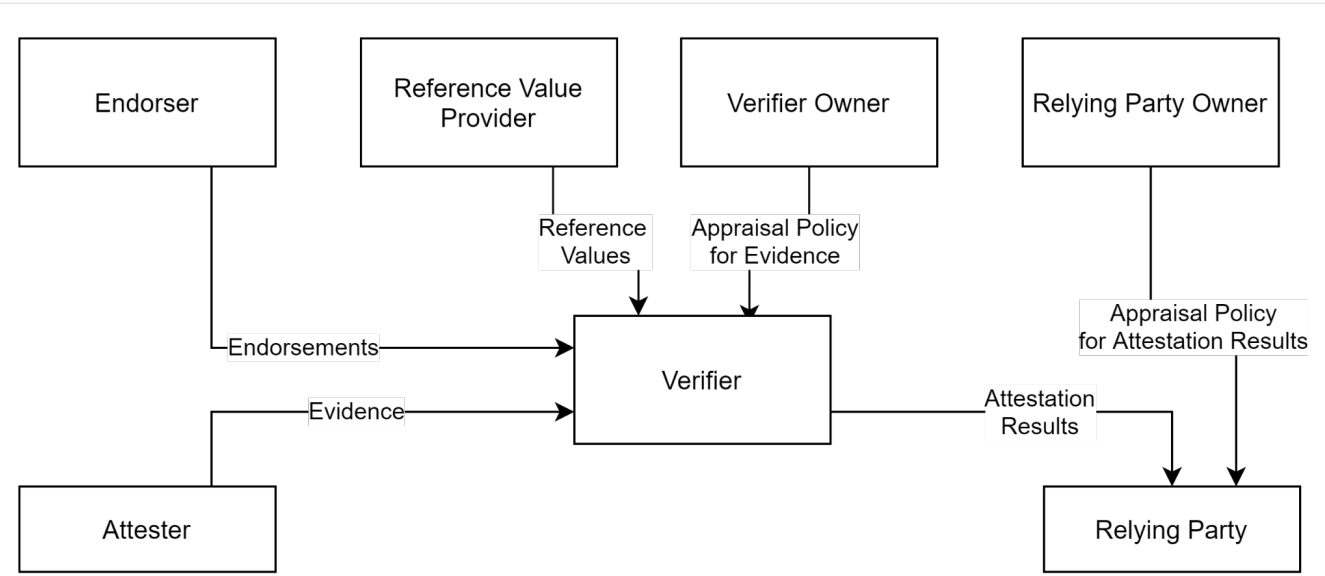 Endorser
Reference Value
Provider
Verifier Owner
Relying Party Owner
Reference
Values
Appraisal Policy
for Evidence
Appraisal Policy
for Attestation Results
Endorsements
Verifier
Attestation
Results
Evidence
Attester
Relying Party